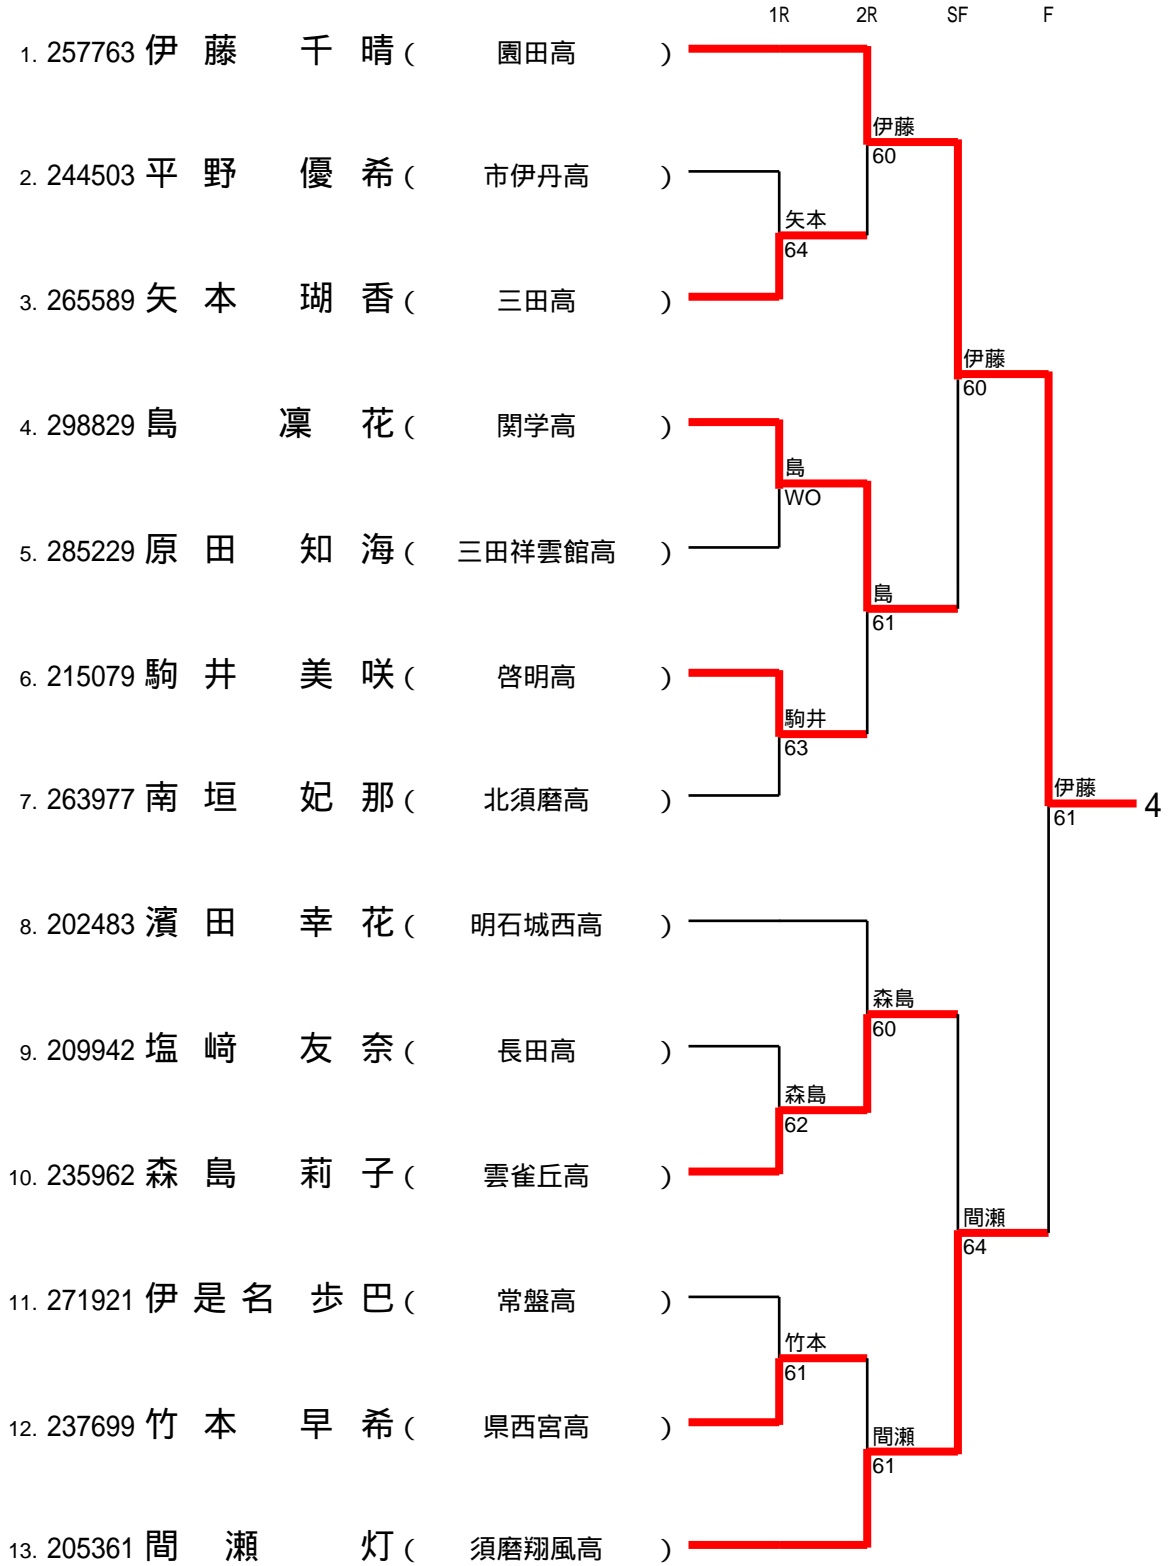 1R 2R SF F
1. 257763 伊藤 千晴 ( 園田高 )
伊藤
60
2. 244503 平野 優希 ( 市伊丹高 )
矢本
64
3. 265589 矢本 瑚香 ( 三田高 )
伊藤
60
4. 298829 島 凜花 ( 関学高 )
島
WO
5. 285229 原田 知海 ( 三田祥雲館高 )
島
61
6. 215079 駒井 美咲 ( 啓明高 )
駒井
63
7. 263977 南垣 妃那 ( 北須磨高 )
伊藤
61
4
8. 202483 濱田 幸花 ( 明石城西高 )
森島
60
9. 209942 塩﨑 友奈 ( 長田高 )
森島
62
10. 235962 森島 莉子 ( 雲雀丘高 )
間瀬
64
11. 271921 伊是名 歩巴 ( 常盤高 )
竹本
61
12. 237699 竹本 早希 ( 県西宮高 )
間瀬
61
13. 205361 間瀬 灯 ( 須磨翔風高 )